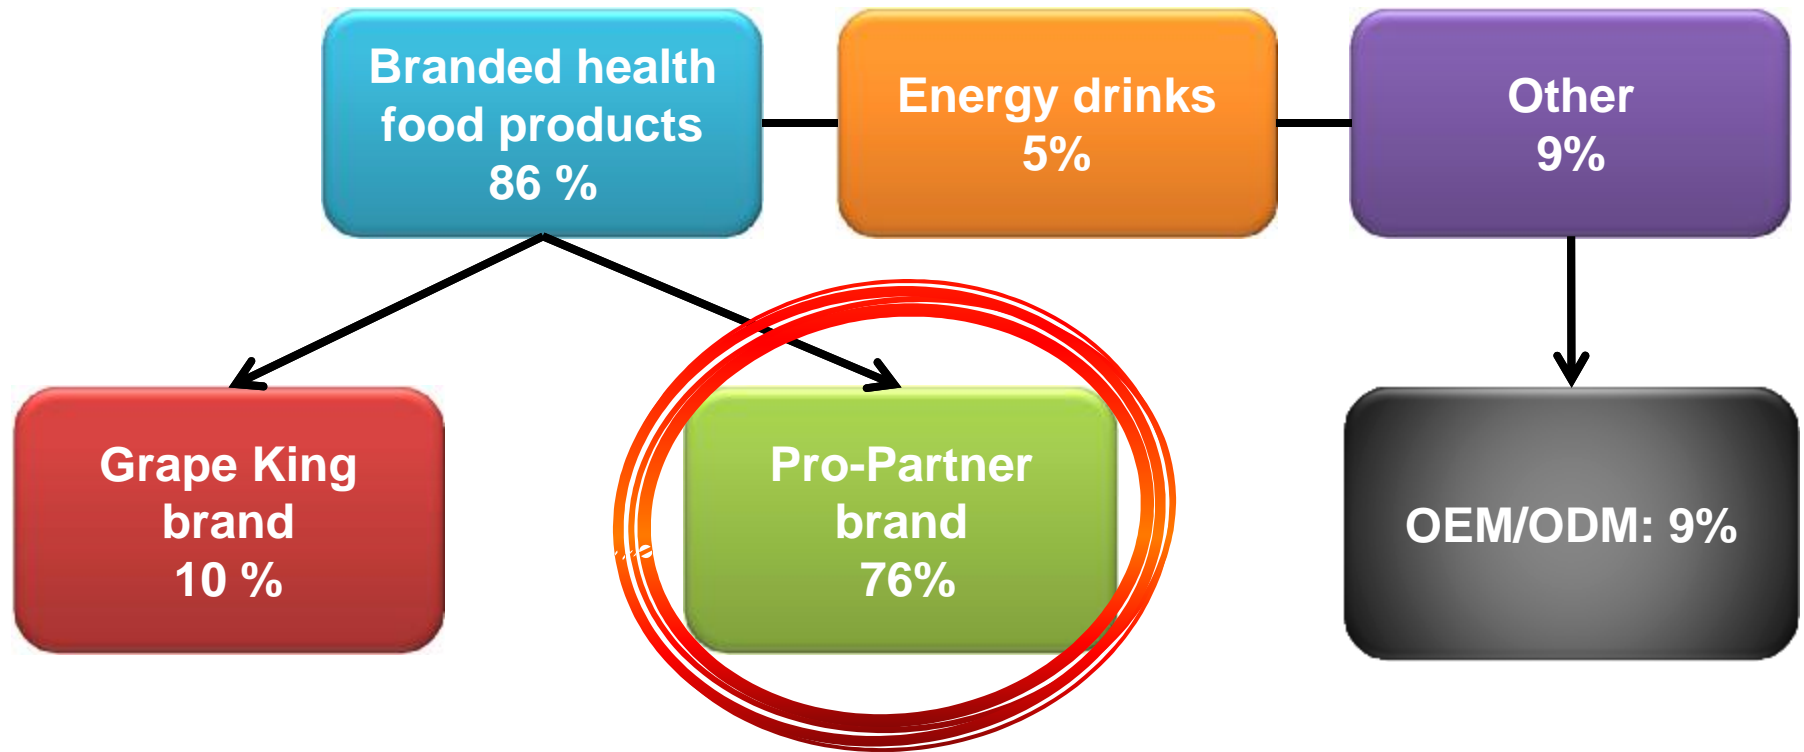 Branded health
food products
86 %
Energy drinks
5%
Other
9%
Grape King
brand
10 %
Pro-Partner
brand
76%
OEM/ODM: 9%